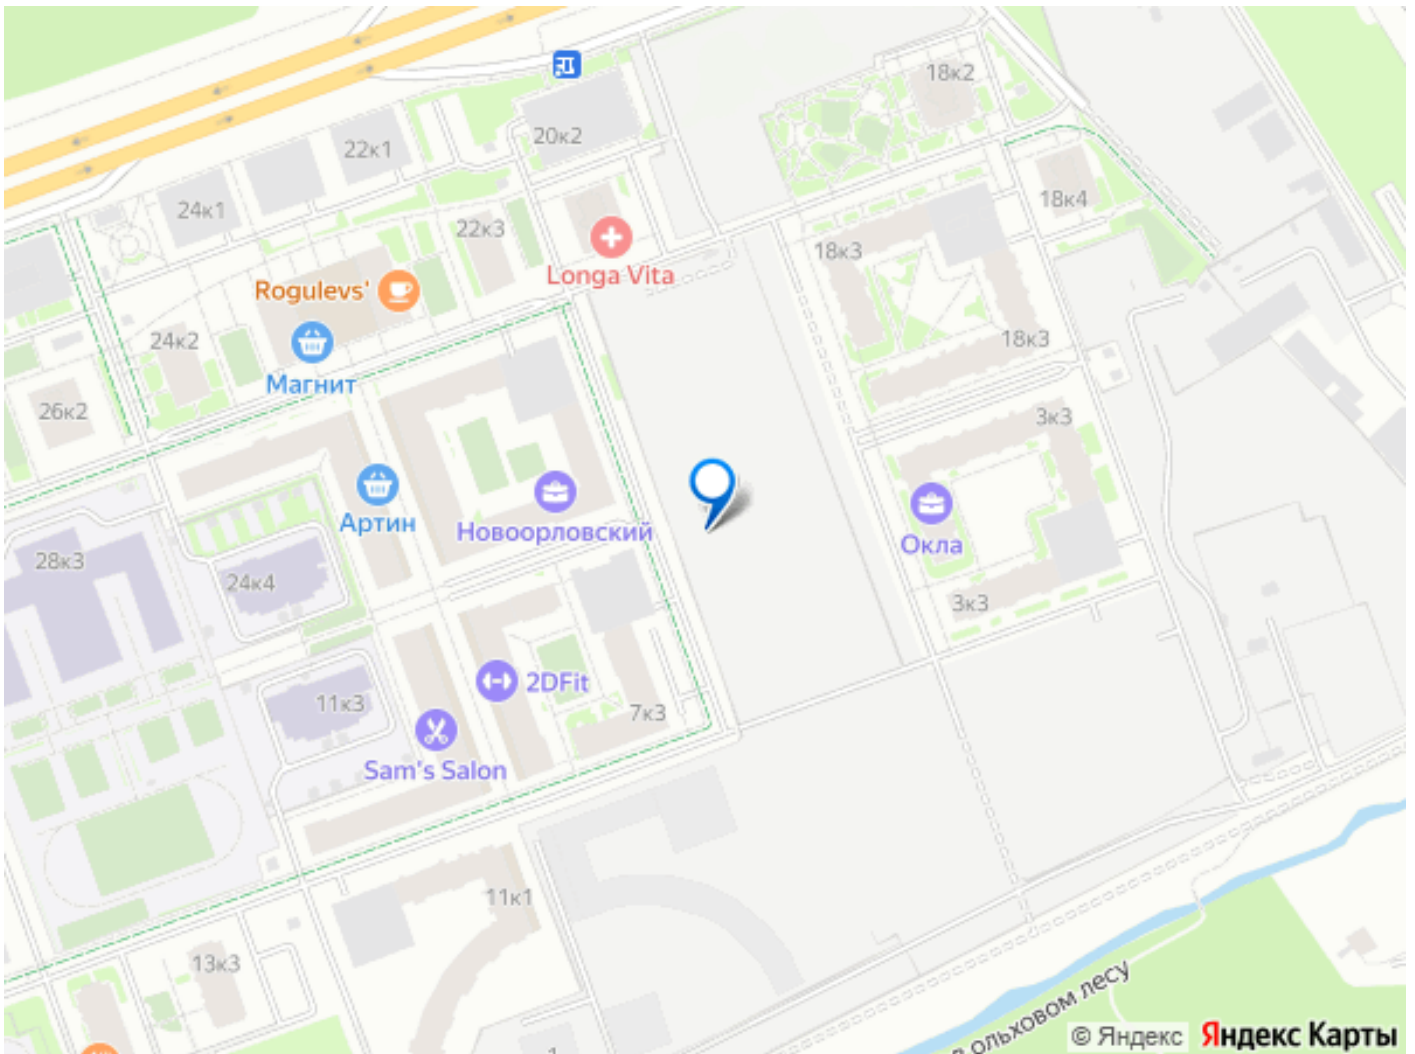 18к2
22к1
20к2
18к4
24к1
22к3
18к3
Longa Vita
Rogulevs'
24к2
18к3
Магнит
26к2
3к3
Артин
Новоорловский
Окла
28к3
24к4
3к3
2DFit
11к3
7к3
Sam's Salon
11к1
13к3
ольховом лесу
© Яндекс Яндекс Карты